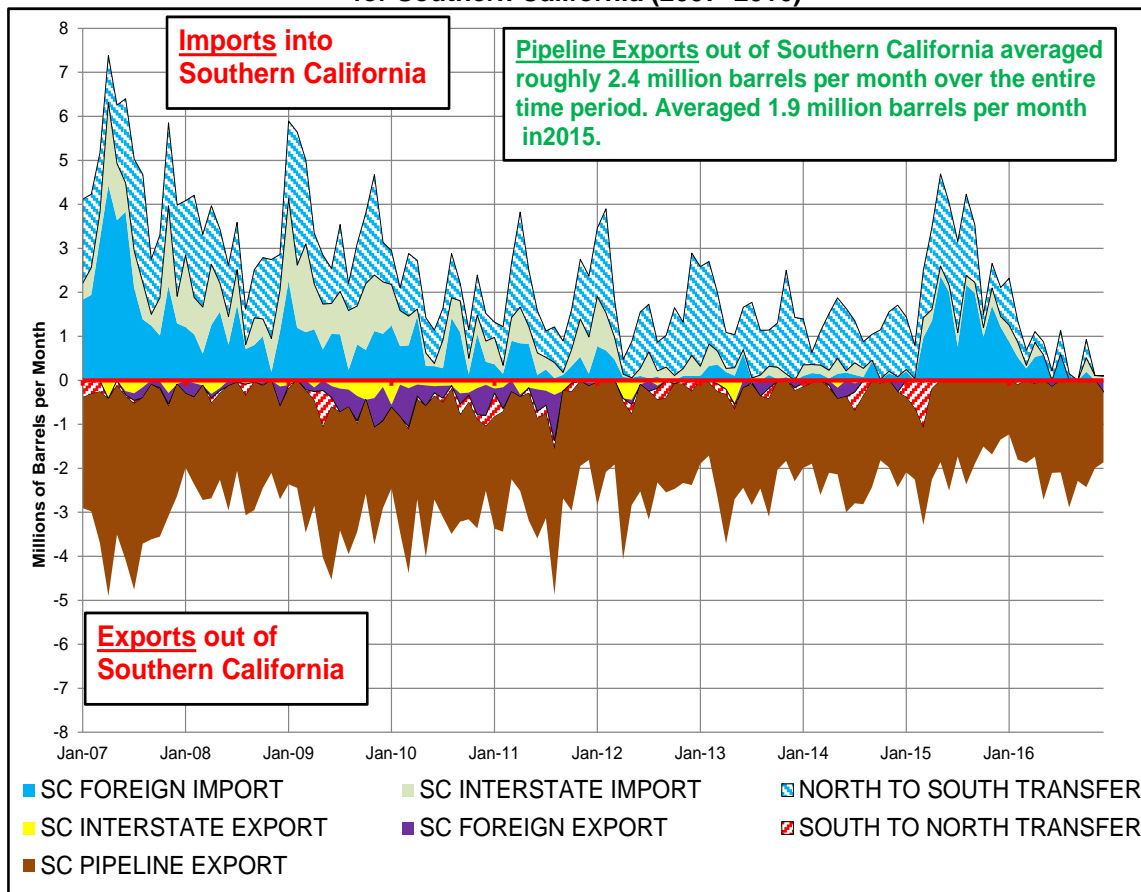 for Southern California (2007-2016)
Imports into
Southern California
Pipeline Exports out of Southern California averaged
roughly 2.4 million barrels per month over the entire
time period. Averaged 1.9 million barrels per month
in2015.
Millions of Barrels per Month
8
7
6
5
4
3
2
1
0
-1
-2
-3
-4
-5
-6
-7
-8
Exports out of
Southern California
Jan-07 Jan-08 Jan-09 Jan-10 Jan-11 Jan-12 Jan-13 Jan-14 Jan-15 Jan-16
SC FOREIGN IMPORT SC INTERSTATE IMPORT NORTH TO SOUTH TRANSFER
SC INTERSTATE EXPORT SC FOREIGN EXPORT SOUTH TO NORTH TRANSFER
SC PIPELINE EXPORT